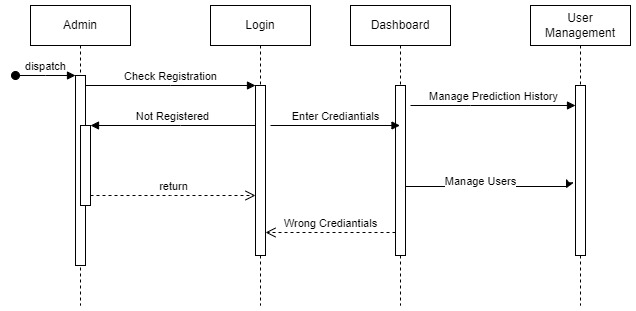 Admin
Login
Dashboard
User
Management
dispatch
Check Registration
Manage Prediction History
Not Registered
Enter Crediantials
return
Manage Users
Wrong Crediantials